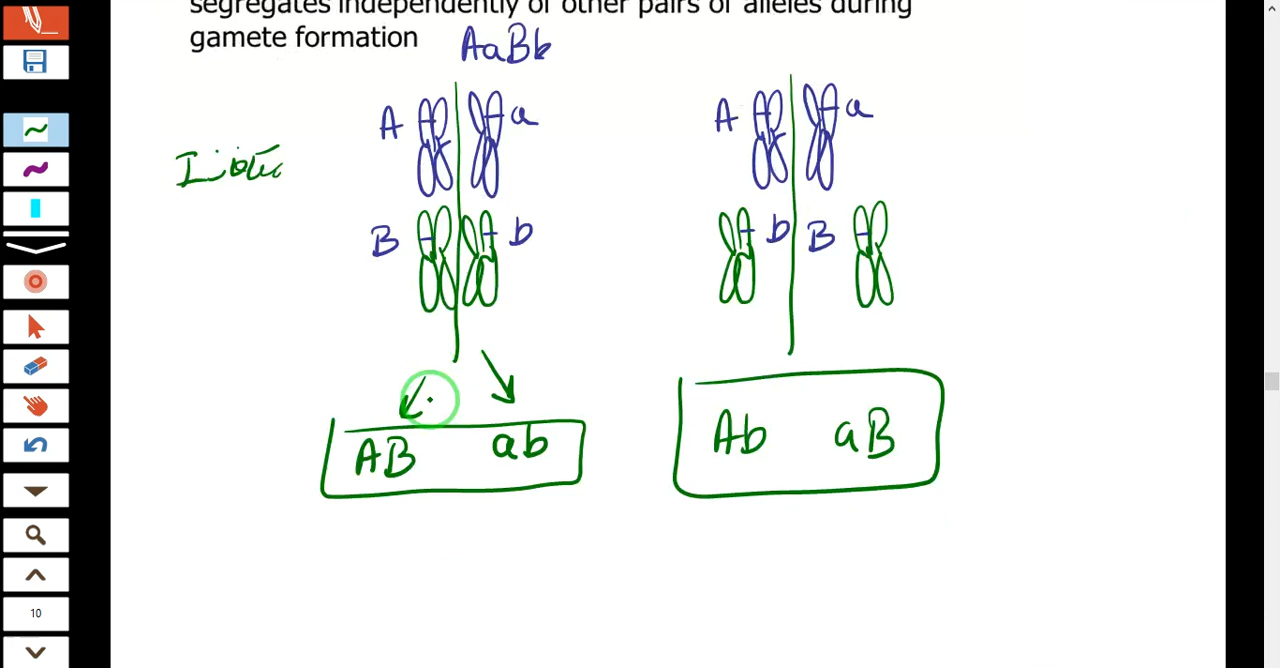 segregates independently of other pairs of alleles during
gamete formation
AaBb
A a
A a
B b
b B
AB ab
Ab aB
10